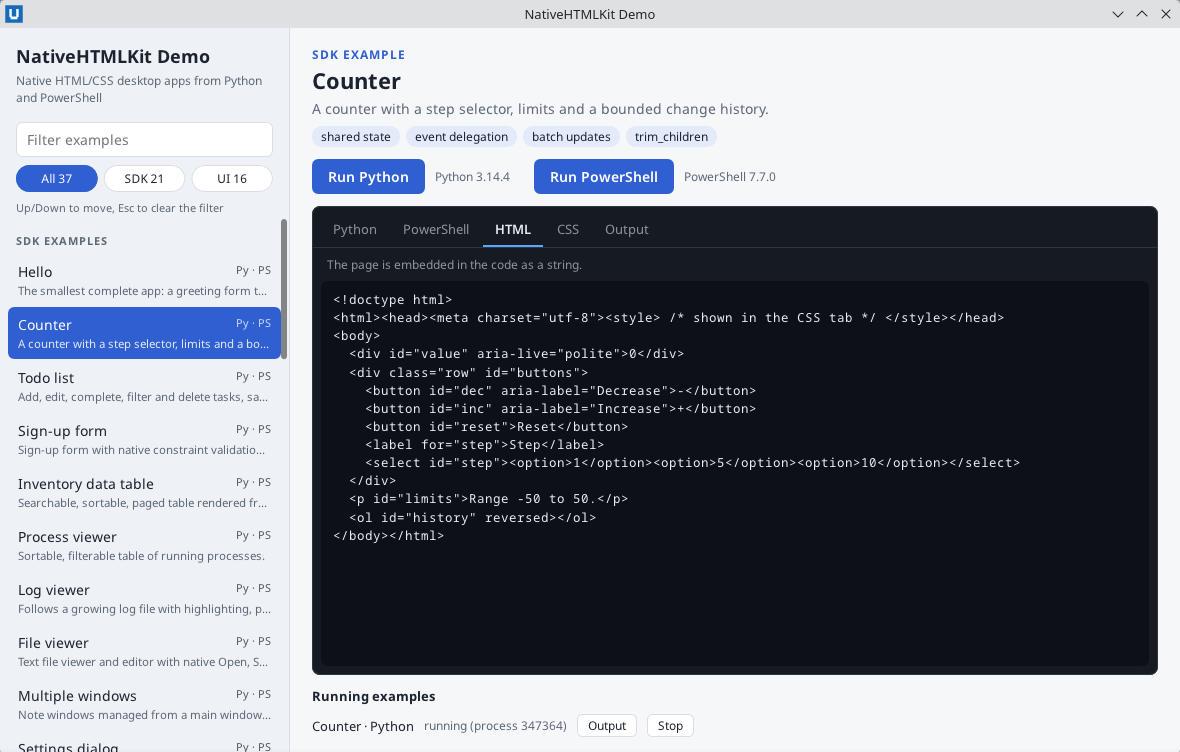 NativeHTMLKit Demo
NativeHTMLKit Demo
Native HTML/CSS desktop apps from Python
and PowerShell
Filter examples
All 37
SDK 21
UI 16
Up/Down to move, Esc to clear the filter
SDK EXAMPLES
Hello Py · PS
The smallest complete app: a greeting form t...
Counter Py · PS
A counter with a step selector, limits and a bo...
Todo list Py · PS
Add, edit, complete, filter and delete tasks, sa...
Sign-up form Py · PS
Sign-up form with native constraint validatio...
Inventory data table Py · PS
Searchable, sortable, paged table rendered fr...
Process viewer Py · PS
Sortable, filterable table of running processes.
Log viewer Py · PS
Follows a growing log file with highlighting, p...
File viewer Py · PS
Text file viewer and editor with native Open, S...
Multiple windows Py · PS
Note windows managed from a main window...
Settings dialog Py · PS
SDK EXAMPLE
Counter
A counter with a step selector, limits and a bounded change history.
shared state event delegation batch updates trim_children
Run Python Python 3.14.4 Run PowerShell PowerShell 7.7.0
Python PowerShell HTML CSS Output
The page is embedded in the code as a string.
<!doctype html>
<html><head><meta charset="utf-8"><style> /* shown in the CSS tab */ </style></head>
<body>
  <div id="value" aria-live="polite">0</div>
  <div class="row" id="buttons">
    <button id="dec" aria-label="Decrease">-</button>
    <button id="inc" aria-label="Increase">+</button>
    <button id="reset">Reset</button>
    <label for="step">Step</label>
    <select id="step"><option>1</option><option>5</option><option>10</option></select>
  </div>
  <p id="limits">Range -50 to 50.</p>
  <ol id="history" reversed></ol>
</body></html>
Running examples
Counter · Python running (process 347364) Output Stop